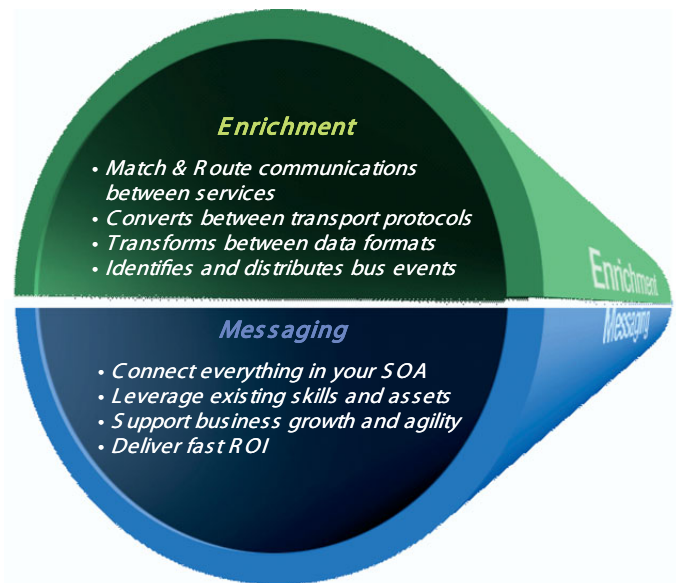 Enrichment
• Match & Route communications
between services
• Converts between transport protocols
• Transforms between data formats
• Identifies and distributes bus events
Enrichment
Messaging
Messaging
• Connect everything in your SOA
• Leverage existing skills and assets
• Support business growth and agility
• Deliver fast ROI